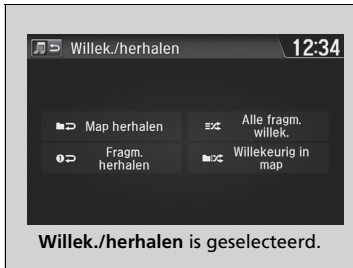 Willek./herhalen 12:34
Map herhalen
Alle fragm.
willek.
Fragm.
herhalen
Willekeurig in
map
Willek./herhalen is geselecteerd.